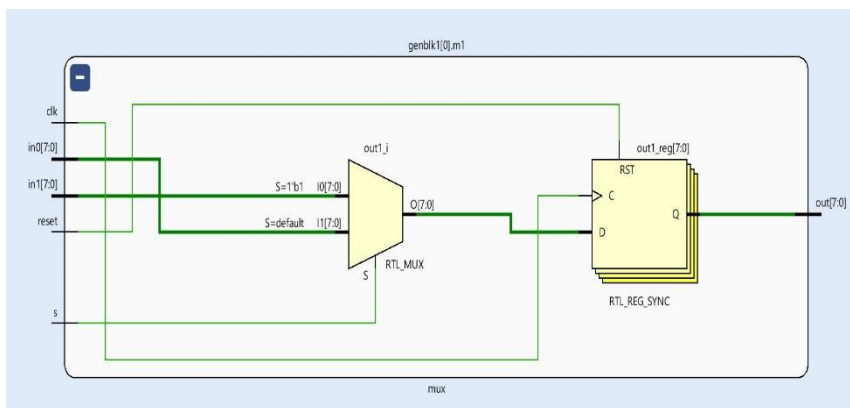 genblk1[0].m1
clk
in0[7:0]
in1[7:0]
reset
s
out1_i
S=1'b1 I0[7:0]
S=default I1[7:0]
O[7:0]
S
RTL_MUX
out1_reg[7:0]
RST
C
D
Q
RTL_REG_SYNC
out[7:0]
mux